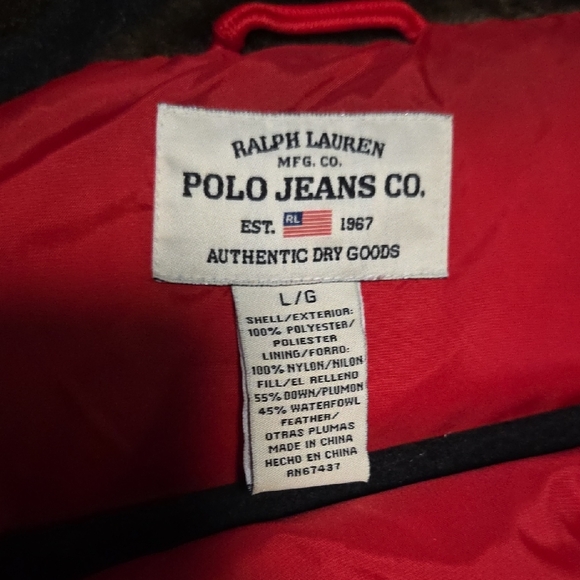 RALPH LAUREN
MFG. CO.
POLO JEANS CO.
EST. RL 1967
AUTHENTIC DRY GOODS
L/G
SHELL/EXTERIOR:
100% POLYESTER/
POLIESTER
LINING/FORRO:
100% NYLON/NILON
FILL/EL RELLENO
55% DOWN/PLUMON
45% WATERFOWL
FEATHER/
OTRAS PLUMAS
MADE IN CHINA
HECHO EN CHINA
RN67437